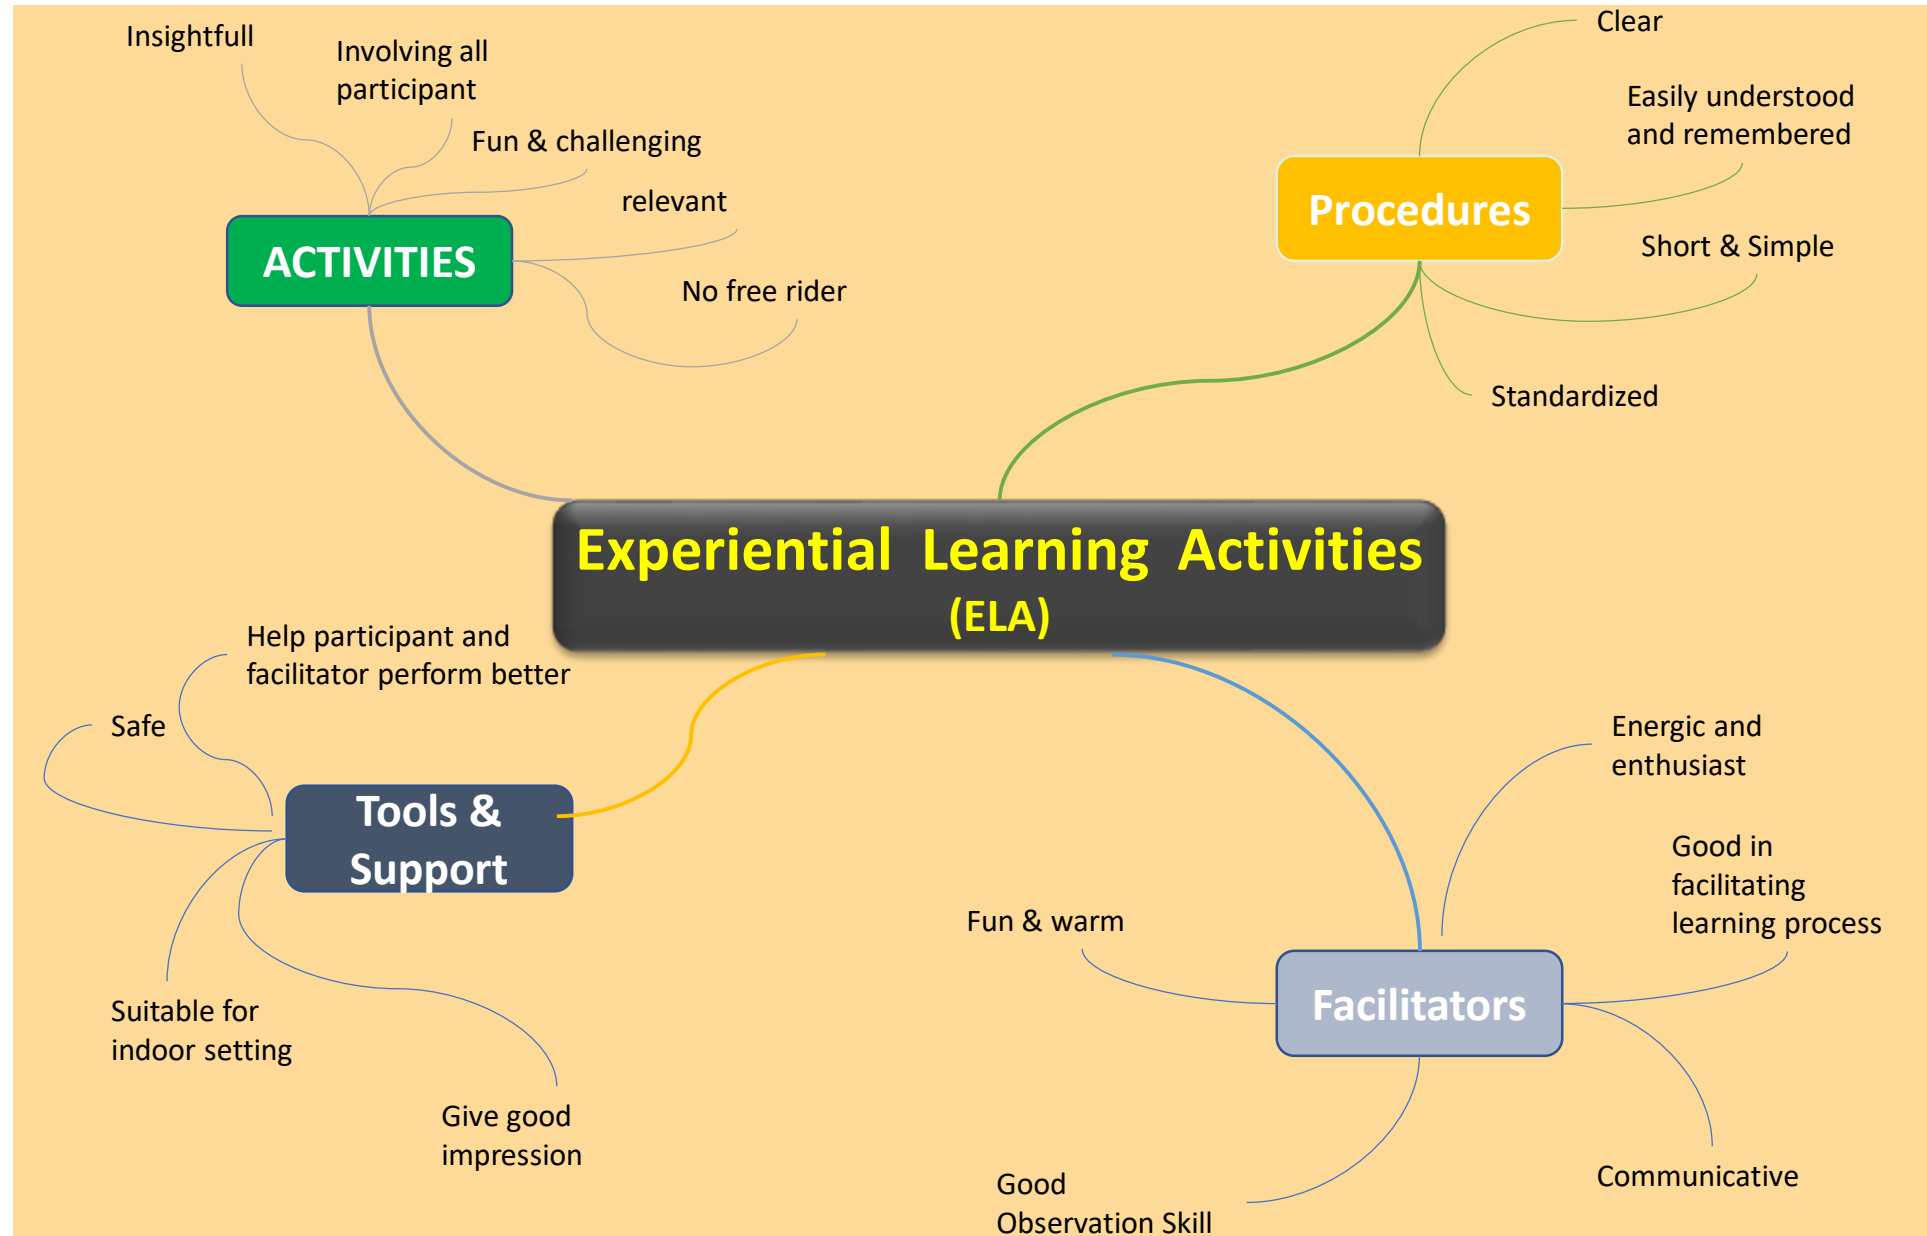 Insightfull
Involving all
participant
Fun & challenging
relevant
No free rider
ACTIVITIES
Clear
Easily understood
and remembered
Procedures
Short & Simple
Standardized
Experiential Learning Activities
(ELA)
Help participant and
facilitator perform better
Safe
Tools &
Support
Suitable for
indoor setting
Give good
impression
Energic and
enthusiast
Good in
facilitating
learning process
Fun & warm
Facilitators
Communicative
Good
Observation Skill